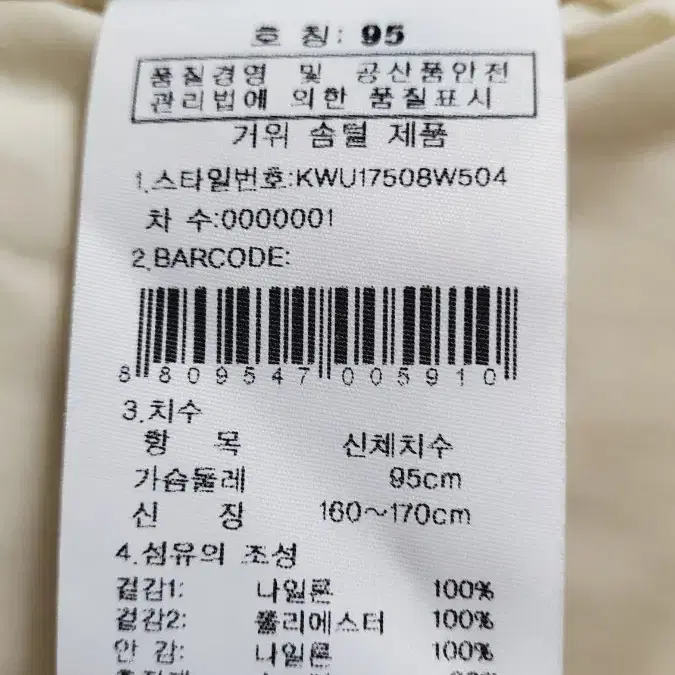 호 칭: 95
품질경영 및 공산품안전
관리법에 의한 품질표시
거위 솜털 제품
1.스타일번호:KWU17508W504
차 수:0000001
2.BARCODE:
8 809547 005910
3.치수
항 목 신체치수
가슴둘레 95cm
신 장 160~170cm
4.섬유의 조성
겉감1: 나일론 100%
겉감2: 폴리에스터 100%
안 감: 나일론 100%